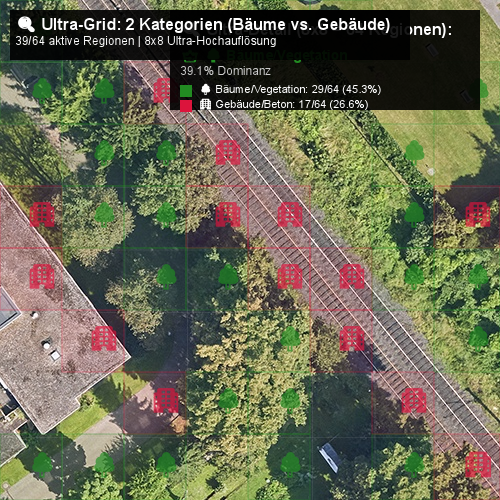 🔍 Ultra-Grid: 2 Kategorien (Bäume vs. Gebäude)
39/64 aktive Regionen | 8x8 Ultra-Hochauflösung
Regionen):
39.1% Dominanz
🌲 Bäume/Vegetation: 29/64 (45.3%)
🏢 Gebäude/Beton: 17/64 (26.6%)